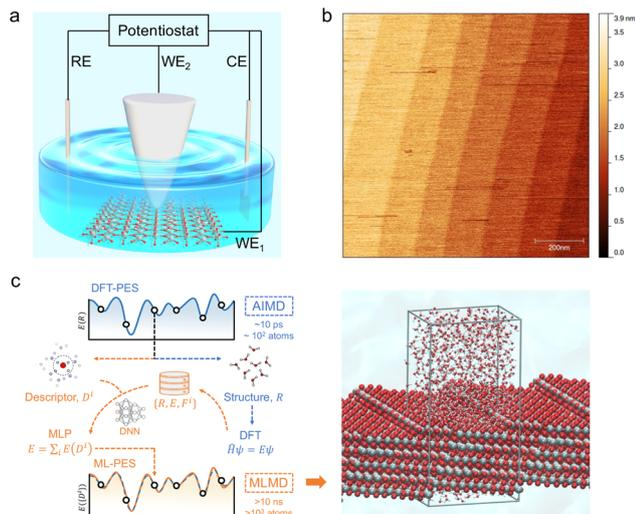 a
Potentiostat
RE
WE₂
CE
WE₁
b
3.9 nm
3.5
3.0
2.5
2.0
1.5
1.0
0.5
0.0
200nm
c
DFT-PES
E(R)
AIMD
~10 ps
~ 10² atoms
Descriptor, Dⁱ
{R, E, Fⁱ}
Structure, R
DNN
MLP
E = ∑ᵢ E(Dⁱ)
DFT
Ĥψ = Eψ
ML-PES
E({Dⁱ})
MLMD
>10 ns
>10² atoms